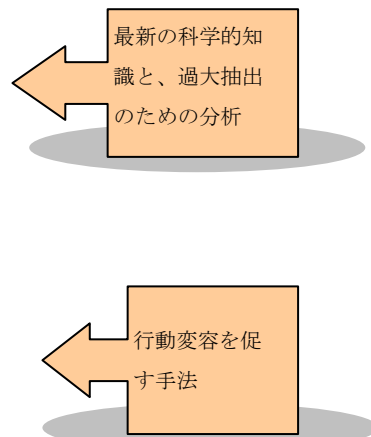 最新の科学的知
識と、過大抽出
のための分析
行動変容を促
す手法